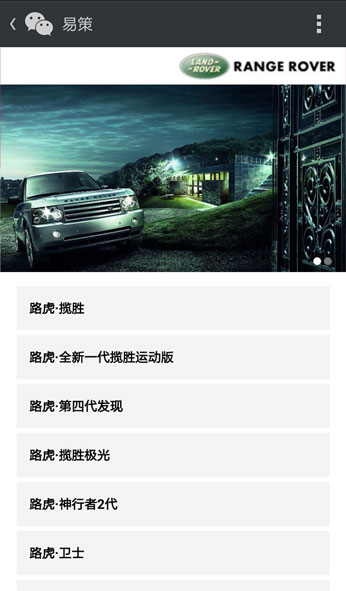 易策
LAND-
-ROVER
RANGE ROVER
路虎·揽胜
路虎·全新一代揽胜运动版
路虎·第四代发现
路虎·揽胜极光
路虎·神行者2代
路虎·卫士